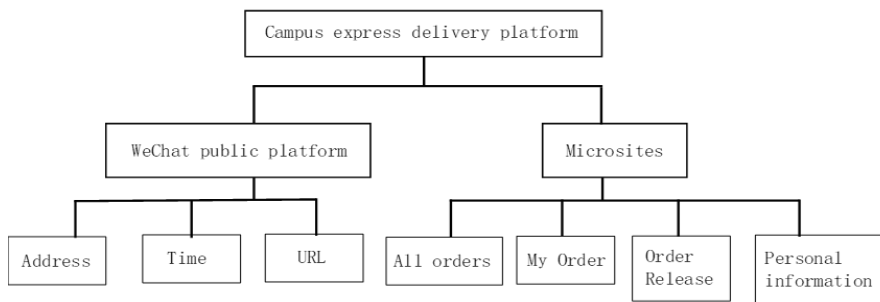 Campus express delivery platform
WeChat public platform
Microsites
Address
Time
URL
All orders
My Order
Order
Release
Personal
information